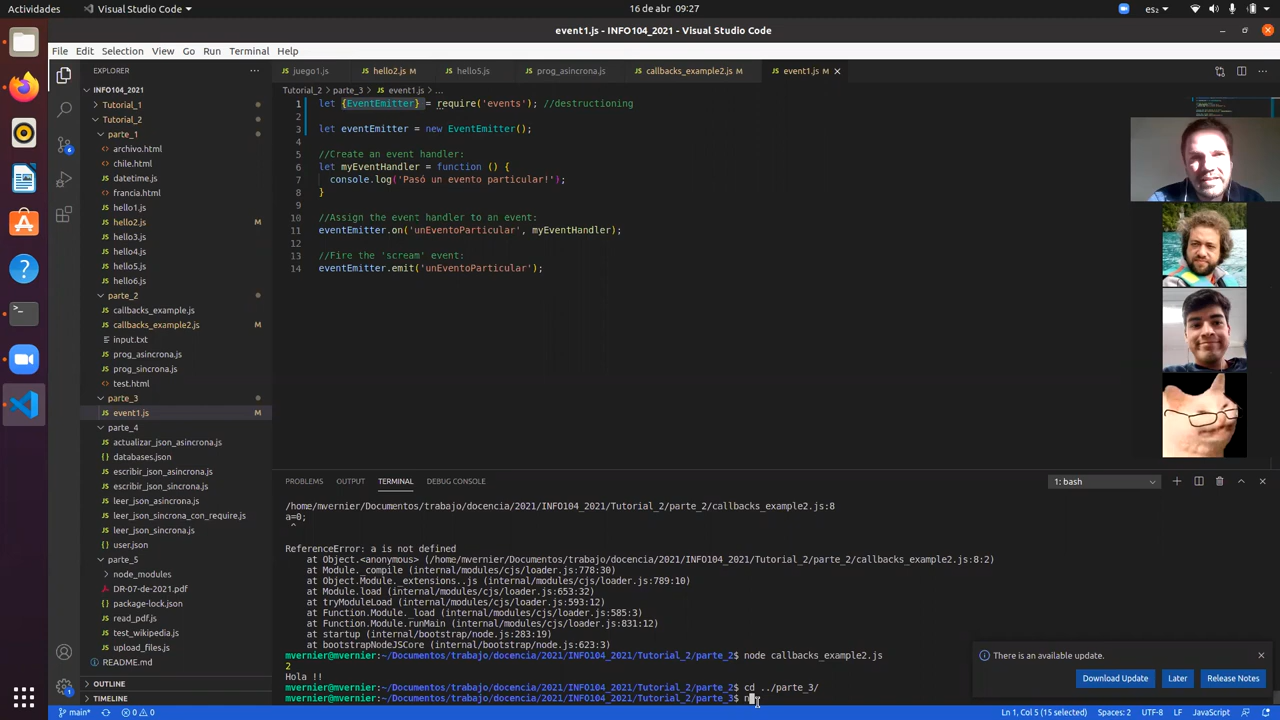 Actividades
Visual Studio Code
16 de abr 09:27
es2
event1.js - INFO104_2021 - Visual Studio Code
File Edit Selection View Go Run Terminal Help
EXPLORER
juego1.js
hello2.js M
hello5.js
prog_asincrona.js
callbacks_example2.js M
event1.js M
INFO104_2021
Tutorial_1
Tutorial_2
parte_1
archivo.html
chile.html
datetime.js
francia.html
hello1.js
hello2.js M
hello3.js
hello4.js
hello5.js
hello6.js
parte_2
callbacks_example.js
callbacks_example2.js M
input.txt
prog_asincrona.js
prog_sincrona.js
test.html
parte_3
event1.js M
parte_4
actualizar_json_asincrona.js
databases.json
escribir_json_asincrona.js
escribir_json_sincrona.js
leer_json_asincrona.js
leer_json_sincrona_con_require.js
leer_json_sincrona.js
user.json
parte_5
node_modules
DR-07-de-2021.pdf
package-lock.json
read_pdf.js
test_wikipedia.js
upload_files.js
README.md
OUTLINE
TIMELINE
Tutorial_2 > parte_3 > event1.js > ...
1 let {EventEmitter} = require('events'); //destructioning
2
3 let eventEmitter = new EventEmitter();
4
5 //Create an event handler:
6 let myEventHandler = function () {
7 console.log('Pasó un evento particular!');
8 }
9
10 //Assign the event handler to an event:
11 eventEmitter.on('unEventoParticular', myEventHandler);
12
13 //Fire the 'scream' event:
14 eventEmitter.emit('unEventoParticular');
PROBLEMS OUTPUT TERMINAL DEBUG CONSOLE
1: bash
/home/mvernier/Documentos/trabajo/docencia/2021/INFO104_2021/Tutorial_2/parte_2/callbacks_example2.js:8
a=0;
^
ReferenceError: a is not defined
at Object.<anonymous> (/home/mvernier/Documentos/trabajo/docencia/2021/INFO104_2021/Tutorial_2/parte_2/callbacks_example2.js:8:2)
at Module._compile (internal/modules/cjs/loader.js:778:30)
at Object.Module._extensions..js (internal/modules/cjs/loader.js:789:10)
at Module.load (internal/modules/cjs/loader.js:653:32)
at tryModuleLoad (internal/modules/cjs/loader.js:593:12)
at Function.Module._load (internal/modules/cjs/loader.js:585:3)
at Function.Module.runMain (internal/modules/cjs/loader.js:831:12)
at startup (internal/bootstrap/node.js:283:19)
at bootstrapNodeJSCore (internal/bootstrap/node.js:623:3)
mvernier@mvernier:~/Documentos/trabajo/docencia/2021/INFO104_2021/Tutorial_2/parte_2$ node callbacks_example2.js
2
Hola !!
mvernier@mvernier:~/Documentos/trabajo/docencia/2021/INFO104_2021/Tutorial_2/parte_2$ cd ../parte_3/
mvernier@mvernier:~/Documentos/trabajo/docencia/2021/INFO104_2021/Tutorial_2/parte_3$ n
There is an available update.
Download Update
Later
Release Notes
main*
0 0
Ln 1, Col 5 (15 selected)
Spaces: 2
UTF-8
LF
JavaScript